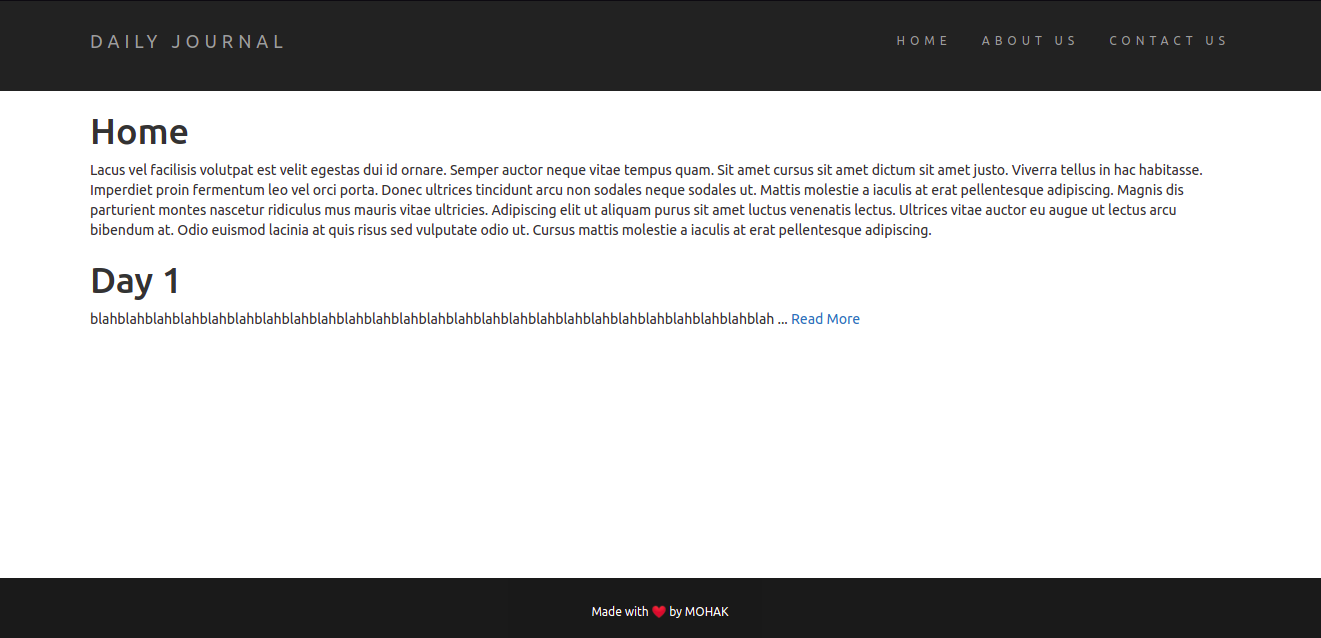 DAILY JOURNAL
HOME ABOUT US CONTACT US
Home
Lacus vel facilisis volutpat est velit egestas dui id ornare. Semper auctor neque vitae tempus quam. Sit amet cursus sit amet dictum sit amet justo. Viverra tellus in hac habitasse.
Imperdiet proin fermentum leo vel orci porta. Donec ultrices tincidunt arcu non sodales neque sodales ut. Mattis molestie a iaculis at erat pellentesque adipiscing. Magnis dis
parturient montes nascetur ridiculus mus mauris vitae ultricies. Adipiscing elit ut aliquam purus sit amet luctus venenatis lectus. Ultrices vitae auctor eu augue ut lectus arcu
bibendum at. Odio euismod lacinia at quis risus sed vulputate odio ut. Cursus mattis molestie a iaculis at erat pellentesque adipiscing.
Day 1
blahblahblahblahblahblahblahblahblahblahblahblahblahblahblahblahblahblahblahblahblahblahblahblahblah ... Read More
Made with ❤️ by MOHAK